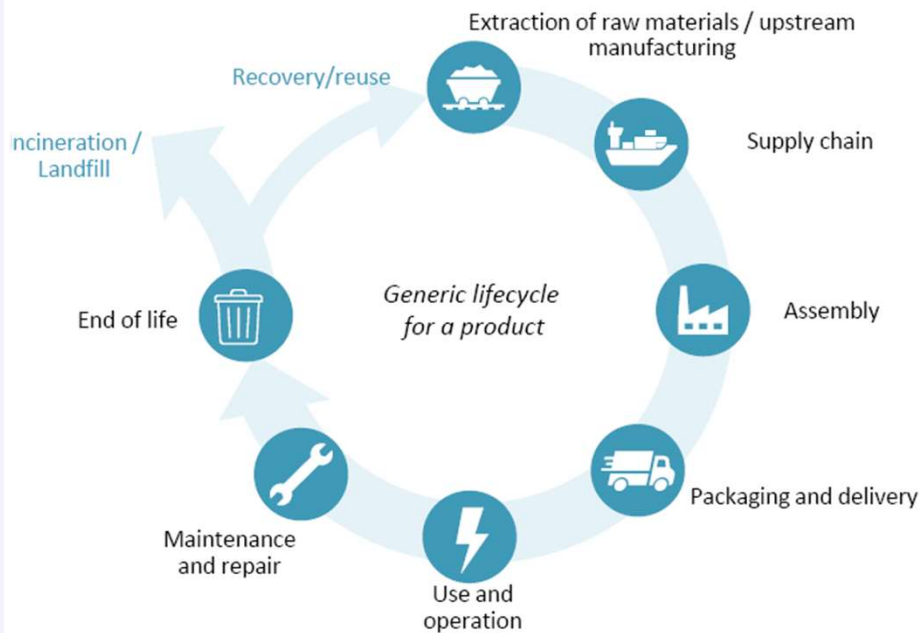 Extraction of raw materials / upstream
manufacturing
Recovery/reuse
ncineration /
Landfill
Supply chain
Generic lifecycle
for a product
End of life
Assembly
Packaging and delivery
Maintenance
and repair
Use and
operation